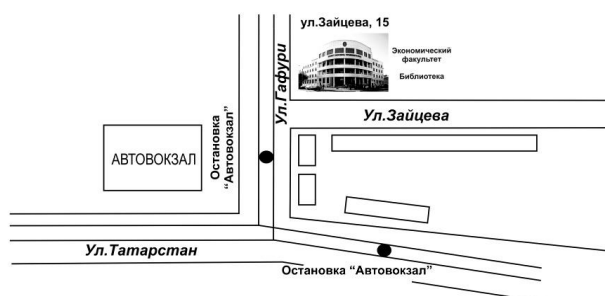 ул.Зайцева, 15
Экономический
факультет
Библиотека
Ул.Гафури
Ул.Зайцева
Остановка
"Автовокзал"
АВТОВОКЗАЛ
Ул.Татарстан
Остановка "Автовокзал"